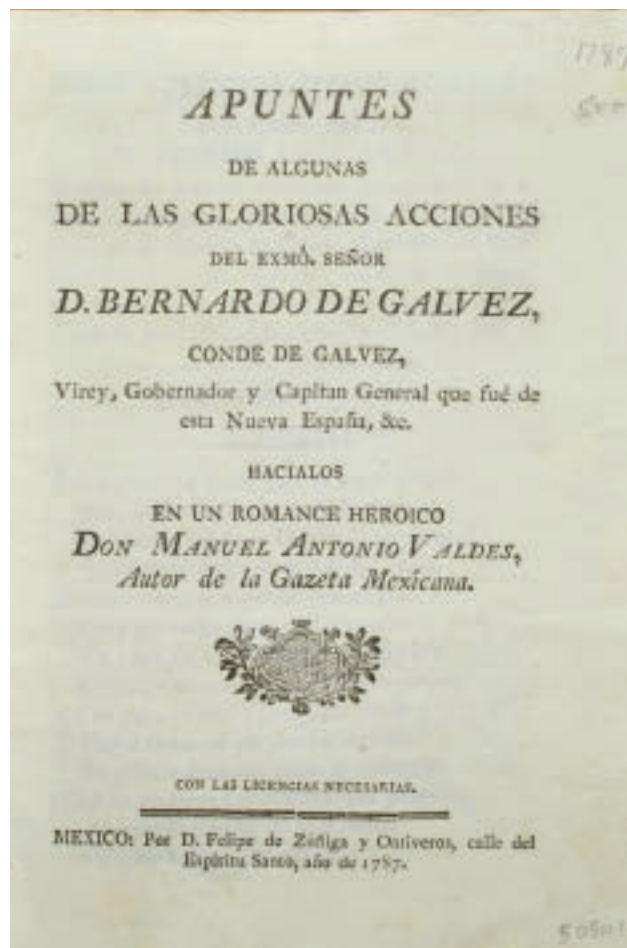 1787
APUNTES
DE ALGUNAS
DE LAS GLORIOSAS ACCIONES
DEL EXMÔ. SEÑOR
D. BERNARDO DE GALVEZ,
CONDE DE GALVEZ,
Virey, Gobernador y Capitan General que fué de
esta Nueva España, &c.
HACIALOS
EN UN ROMANCE HEROICO
DON MANUEL ANTONIO VALDES,
Autor de la Gazeta Mexicana.
CON LAS LICENCIAS NECESARIAS.
MEXICO: Por D. Felipe de Zúñiga y Ontiveros, calle del
Espíritu Santo, año de 1787.